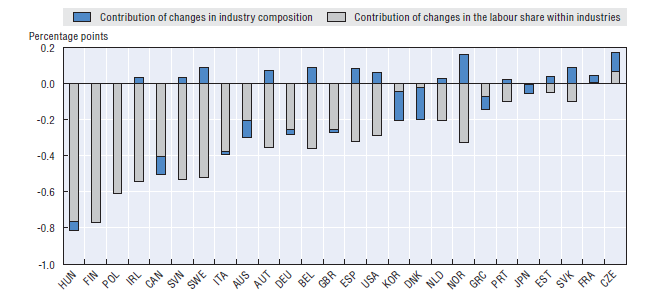 Contribution of changes in industry composition Contribution of changes in the labour share within industries
Percentage points
0.2
0.0
-0.2
-0.4
-0.6
-0.8
-1.0
HUN FIN POL IRL CAN SVN SWE ITA AUS AUT DEU BEL GBR ESP USA KOR DNK NLD NOR GRC PRT JPN EST SVK FRA CZE